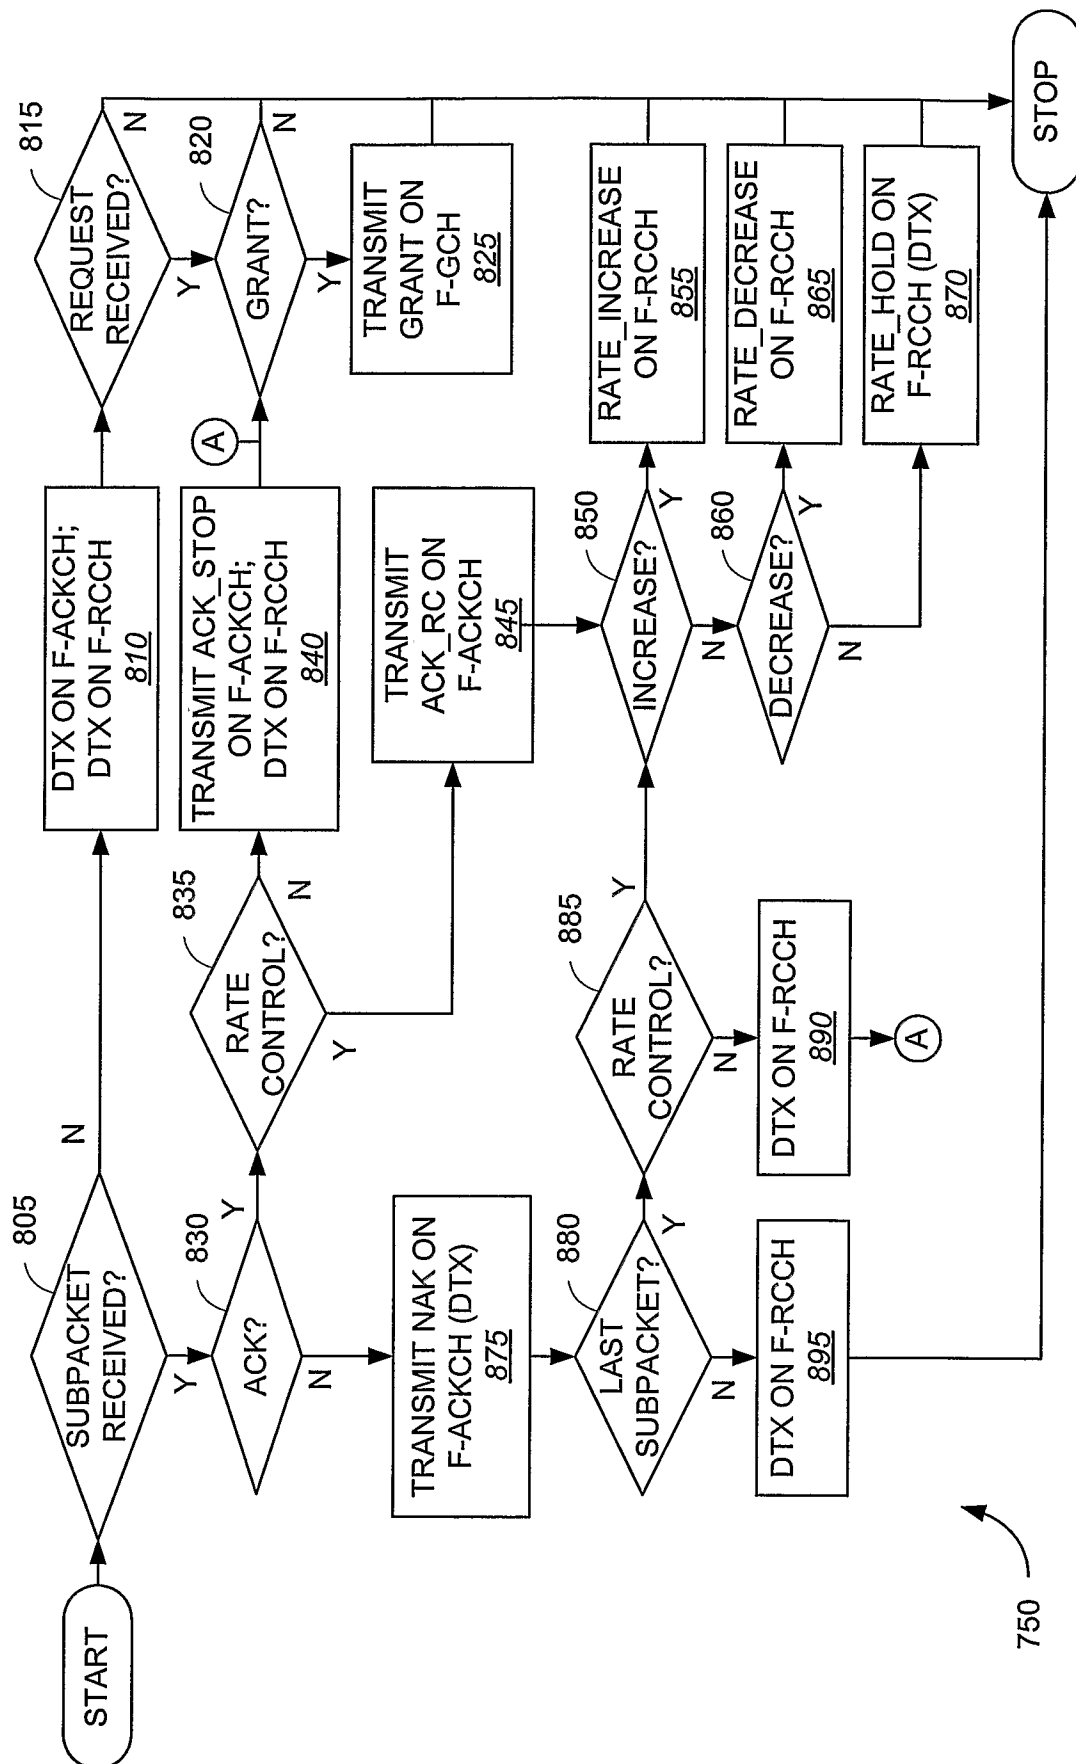 START
805
SUBPACKET
RECEIVED?
N
Y
DTX ON F-ACKCH;
DTX ON F-RCCH
810
815
REQUEST
RECEIVED?
N
Y
830
ACK?
Y
N
835
RATE
CONTROL?
N
Y
TRANSMIT ACK_STOP
ON F-ACKCH;
DTX ON F-RCCH
840
A
820
GRANT?
N
Y
TRANSMIT
GRANT ON
F-GCH
825
TRANSMIT
ACK_RC ON
F-ACKCH
845
TRANSMIT NAK ON
F-ACKCH (DTX)
875
880
LAST
SUBPACKET?
Y
N
885
RATE
CONTROL?
Y
N
850
INCREASE?
Y
N
RATE_INCREASE
ON F-RCCH
855
860
DECREASE?
Y
N
RATE_DECREASE
ON F-RCCH
865
RATE_HOLD ON
F-RCCH (DTX)
870
DTX ON F-RCCH
895
DTX ON F-RCCH
890
A
STOP
750